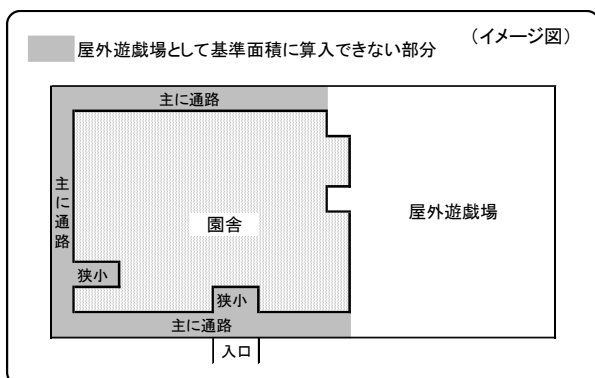 （イメージ図）
屋外遊戯場として基準面積に算入できない部分
主に通路
主に通路
園舎
屋外遊戯場
狭小
狭小
主に通路
入口